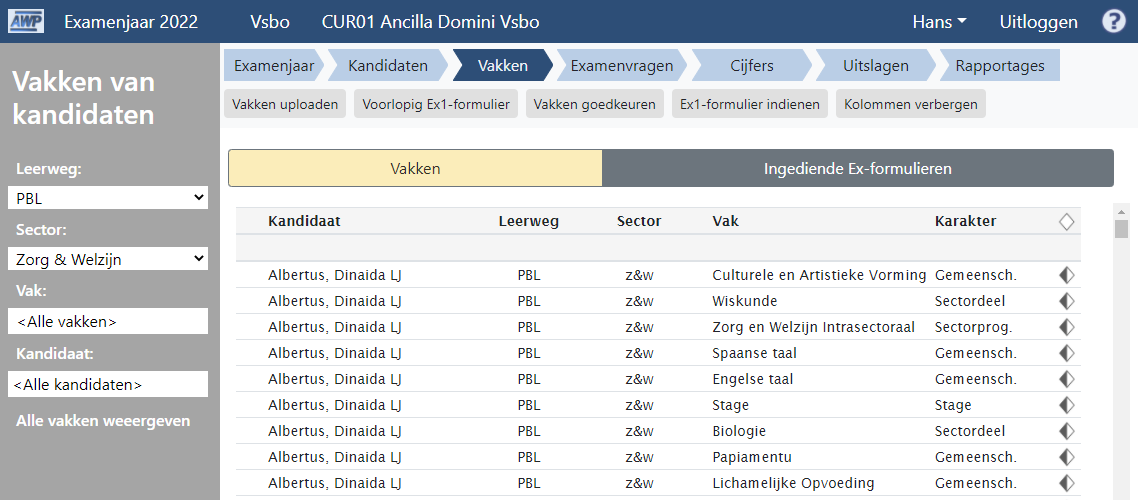 AWP Examenjaar 2022 Vsbo CUR01 Ancilla Domini Vsbo Hans Uitloggen ?
Vakken van
kandidaten
Leerweg:
PBL
Sector:
Zorg & Welzijn
Vak:
<Alle vakken>
Kandidaat:
<Alle kandidaten>
Alle vakken weeergeven
Examenjaar Kandidaten Vakken Examenvragen Cijfers Uitslagen Rapportages
Vakken uploaden Voorlopig Ex1-formulier Vakken goedkeuren Ex1-formulier indienen Kolommen verbergen
Vakken Ingediende Ex-formulieren
Kandidaat Leerweg Sector Vak Karakter
Albertus, Dinaida LJ PBL z&w Culturele en Artistieke Vorming Gemeensch.
Albertus, Dinaida LJ PBL z&w Wiskunde Sectordeel
Albertus, Dinaida LJ PBL z&w Zorg en Welzijn Intrasectoraal Sectorprog.
Albertus, Dinaida LJ PBL z&w Spaanse taal Gemeensch.
Albertus, Dinaida LJ PBL z&w Engelse taal Gemeensch.
Albertus, Dinaida LJ PBL z&w Stage Stage
Albertus, Dinaida LJ PBL z&w Biologie Sectordeel
Albertus, Dinaida LJ PBL z&w Papiamentu Gemeensch.
Albertus, Dinaida LJ PBL z&w Lichamelijke Opvoeding Gemeensch.